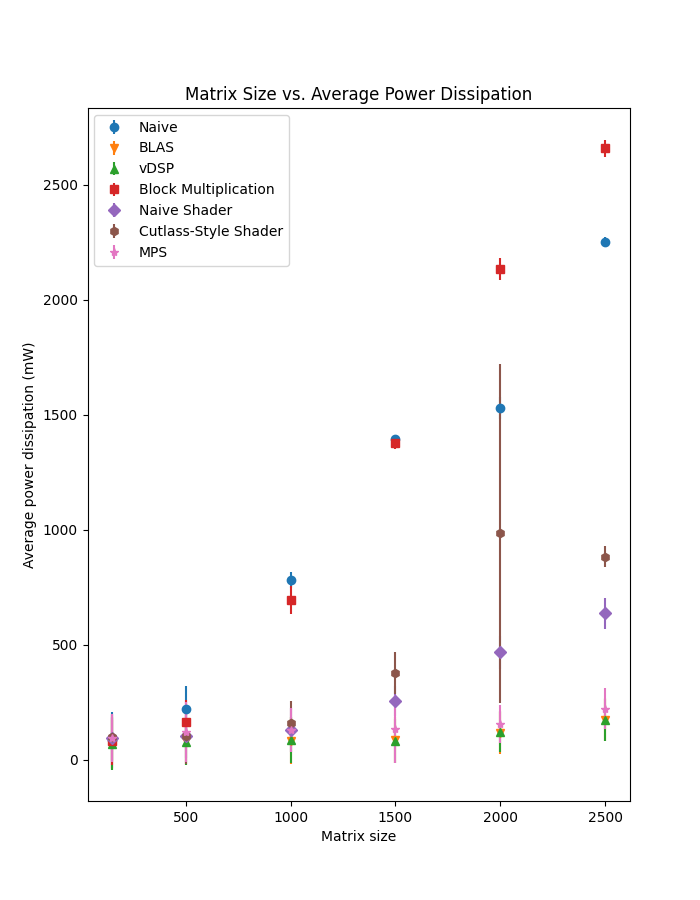 Matrix Size vs. Average Power Dissipation
Naive
BLAS
vDSP
Block Multiplication
Naive Shader
Cutlass-Style Shader
MPS
2500
2000
1500
1000
500
0
Average power dissipation (mW)
500 1000 1500 2000 2500
Matrix size